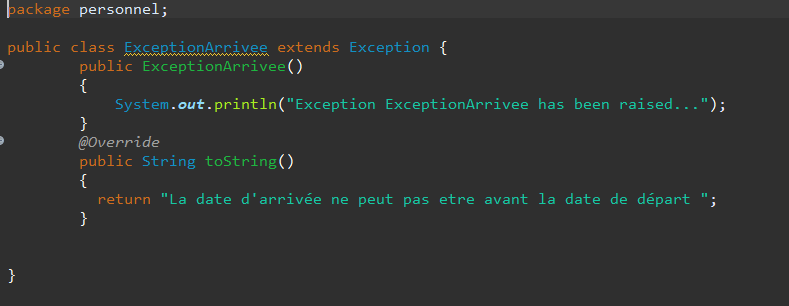 package personnel;
public class ExceptionArrivee extends Exception {
public ExceptionArrivee()
{
System.out.println("Exception ExceptionArrivee has been raised...");
}
@Override
public String toString()
{
return "La date d'arrivée ne peut pas etre avant la date de départ ";
}
}